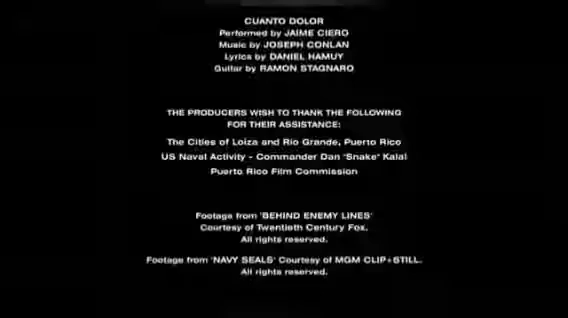 CUANTO DOLOR
Performed by JAIME CIERO
Music by JOSEPH CONLAN
Lyrics by DANIEL HAMUY
Guitar by RAMON STAGNARO
THE PRODUCERS WISH TO THANK THE FOLLOWING
FOR THEIR ASSISTANCE:
The Cities of Loiza and Rio Grande, Puerto Rico
US Naval Activity - Commander Dan "Snake" Kalal
Puerto Rico Film Commission
Footage from 'BEHIND ENEMY LINES'
Courtesy of Twentieth Century Fox.
All rights reserved.
Footage from 'NAVY SEALS' Courtesy of MGM CLIP+STILL.
All rights reserved.